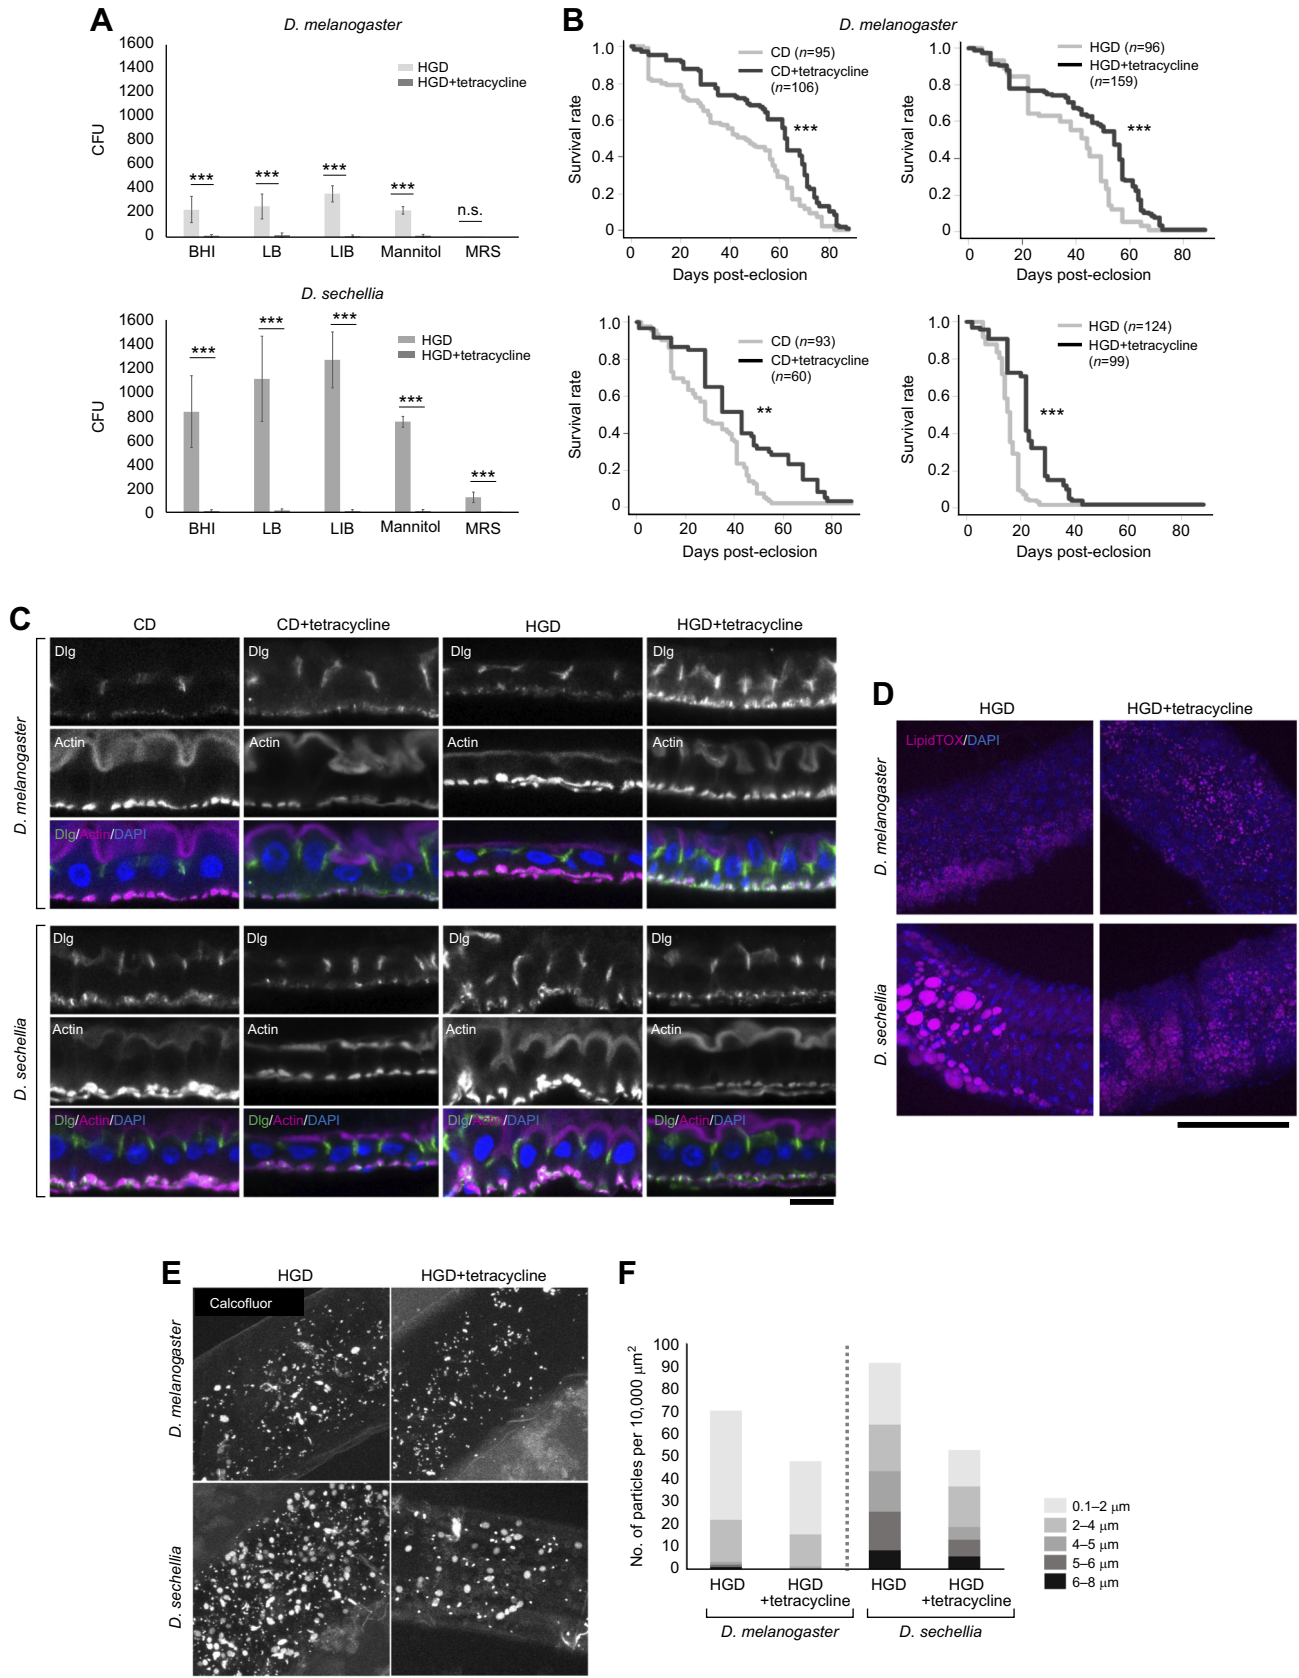 A
D. melanogaster
1600
1400
1200
1000
800
600
400
200
0
CFU
HGD
HGD+tetracycline
***
***
***
***
n.s.
BHI
LB
LIB
Mannitol
MRS
D. sechellia
1600
1400
1200
1000
800
600
400
200
0
CFU
HGD
HGD+tetracycline
***
***
***
***
***
BHI
LB
LIB
Mannitol
MRS
B
D. melanogaster
1.0
0.8
0.6
0.4
0.2
0
Survival rate
CD (n=95)
CD+tetracycline
(n=106)
***
0
20
40
60
80
Days post-eclosion
1.0
0.8
0.6
0.4
0.2
0
Survival rate
HGD (n=96)
HGD+tetracycline
(n=159)
***
0
20
40
60
80
Days post-eclosion
1.0
0.8
0.6
0.4
0.2
0
Survival rate
CD (n=93)
CD+tetracycline
(n=60)
**
0
20
40
60
80
Days post-eclosion
1.0
0.8
0.6
0.4
0.2
0
Survival rate
HGD (n=124)
HGD+tetracycline
(n=99)
***
0
20
40
60
80
Days post-eclosion
C
CD
CD+tetracycline
HGD
HGD+tetracycline
D. melanogaster
Dlg
Dlg
Dlg
Dlg
Actin
Actin
Actin
Actin
Dlg/Actin/DAPI
D. sechellia
Dlg
Dlg
Dlg
Dlg
Actin
Actin
Actin
Actin
Dlg/Actin/DAPI
Dlg/Actin/DAPI
Dlg/Actin/DAPI
Dlg/Actin/DAPI
D
HGD
HGD+tetracycline
D. melanogaster
LipidTOX/DAPI
D. sechellia
E
HGD
HGD+tetracycline
D. melanogaster
Calcofluor
D. sechellia
F
No. of particles per 10,000 μm²
100
90
80
70
60
50
40
30
20
10
0
HGD
HGD
+tetracycline
HGD
HGD
+tetracycline
D. melanogaster
D. sechellia
0.1–2 μm
2–4 μm
4–5 μm
5–6 μm
6–8 μm